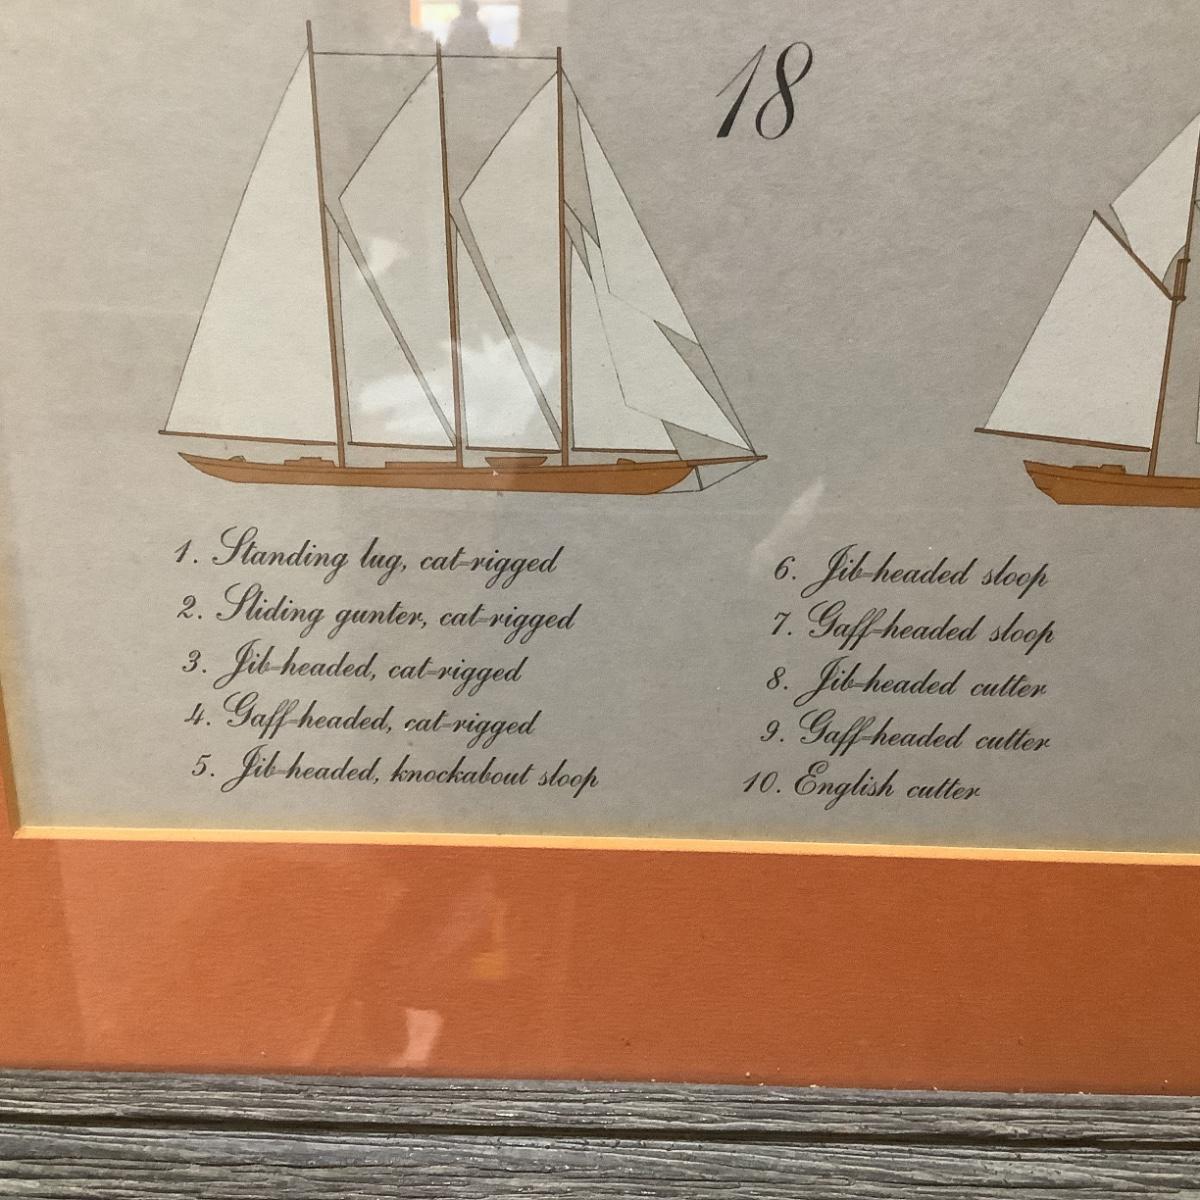 18
1. Standing lug, cat-rigged
2. Sliding gunter, cat-rigged
3. Jib-headed, cat-rigged
4. Gaff-headed, cat-rigged
5. Jib-headed, knockabout sloop
6. Jib-headed sloop
7. Gaff-headed sloop
8. Jib-headed cutter
9. Gaff-headed cutter
10. English cutter